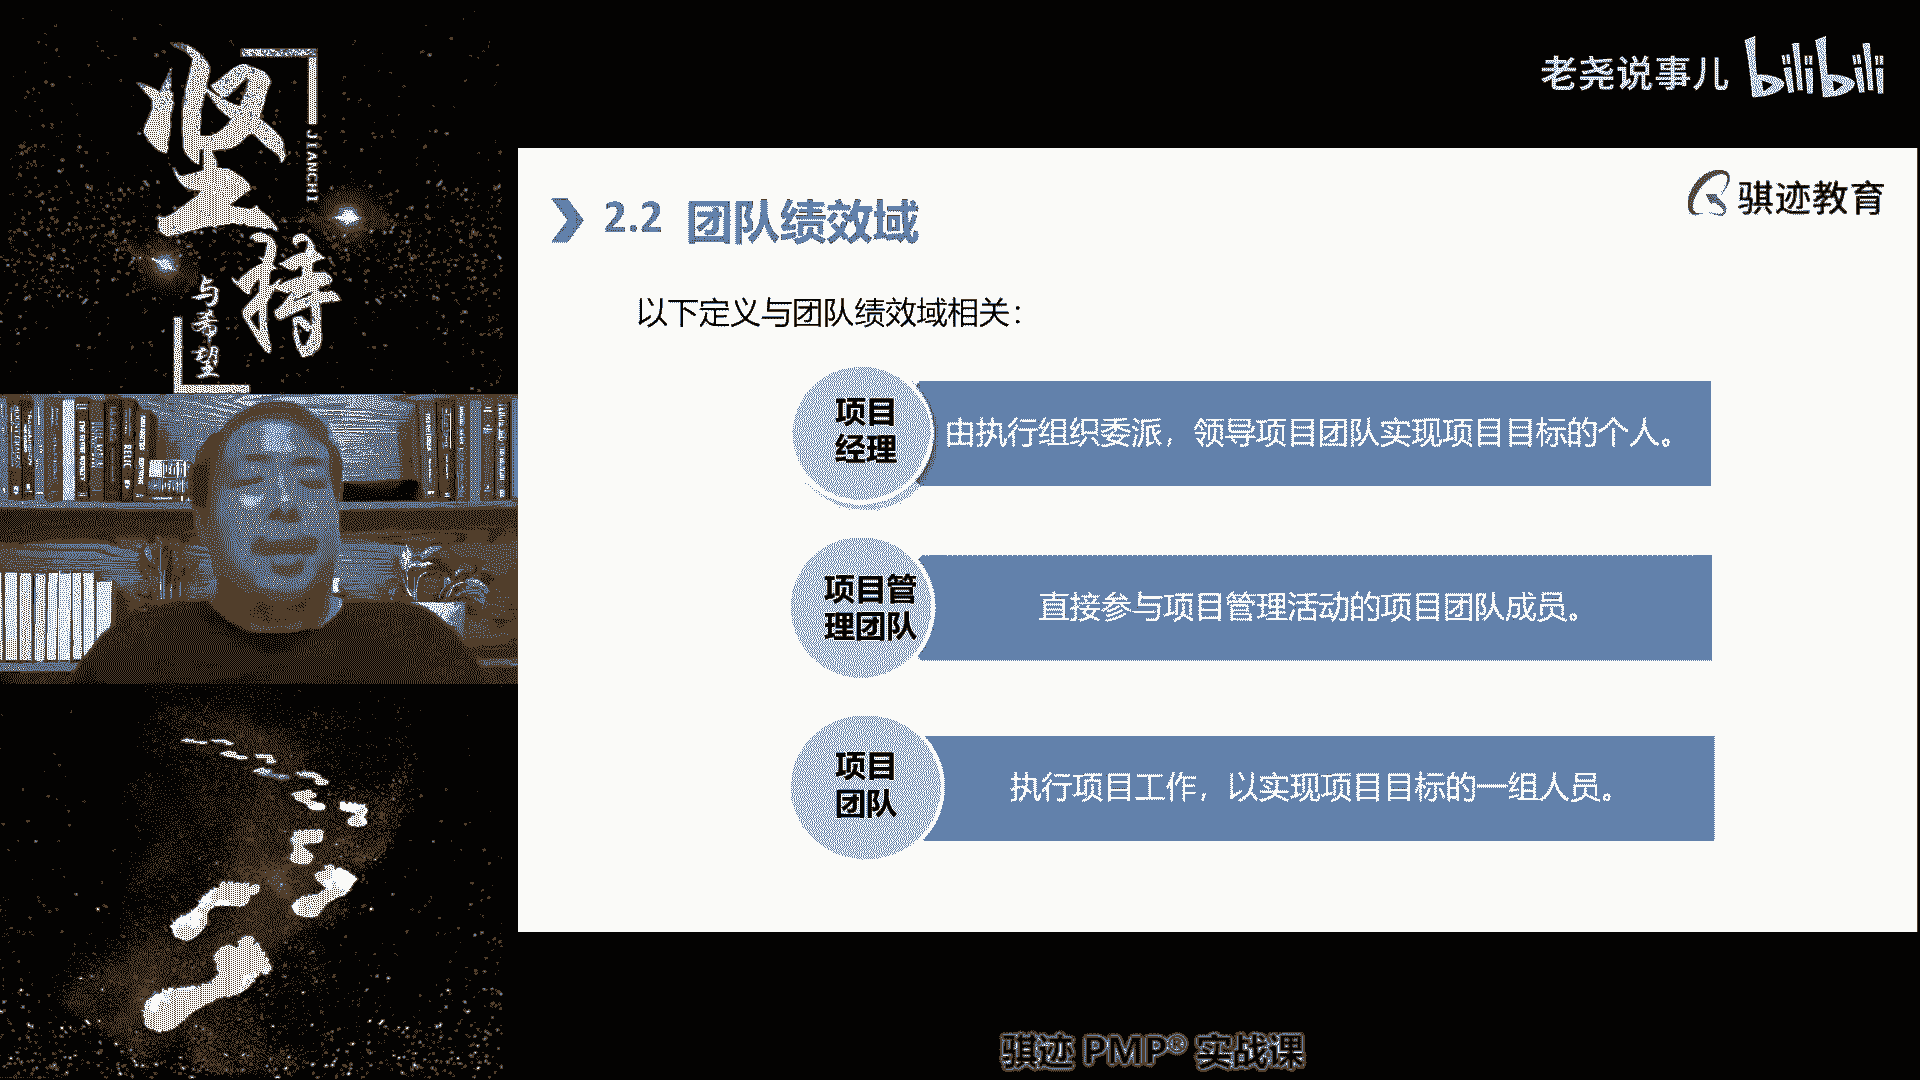 坚
持
JIANCHI
与希望
老尧说事儿 bilibili
骐迹教育
2.2 团队绩效域
以下定义与团队绩效域相关：
项目
经理
由执行组织委派，领导项目团队实现项目目标的个人。
项目管
理团队
直接参与项目管理活动的项目团队成员。
项目
团队
执行项目工作，以实现项目目标的一组人员。
骐迹 PMP® 实战课